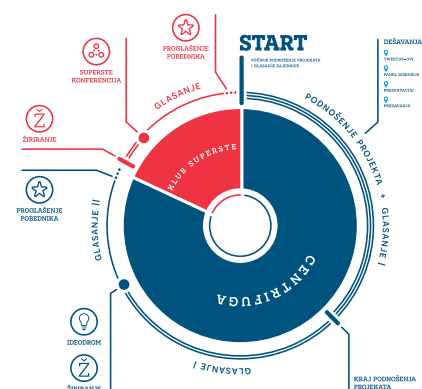 PROGLAŠENJE
POBEDNIKA
START
POČINJE PODNOŠENJE PROJEKATA
I GLASANJE ZAJEDNICE
DEŠAVANJA
TWEETUP-OVI
PANEL DISKUSIJE
PREZENTACIJE
PREDAVANJA
SUPERSTE
KONFERENCIJA
GLASANJE
PODNOŠENJE PROJEKTA + GLASANJE I
Ž
ŽIRIRANJE
KLUB SUPERSTE
PROGLAŠENJE
POBEDNIKA
GLASANJE II
CENTRIFUGA
IDEODROM
Ž
ŽIRIRANJE
GLASANJE I
KRAJ PODNOŠENJA
PROJEKATA